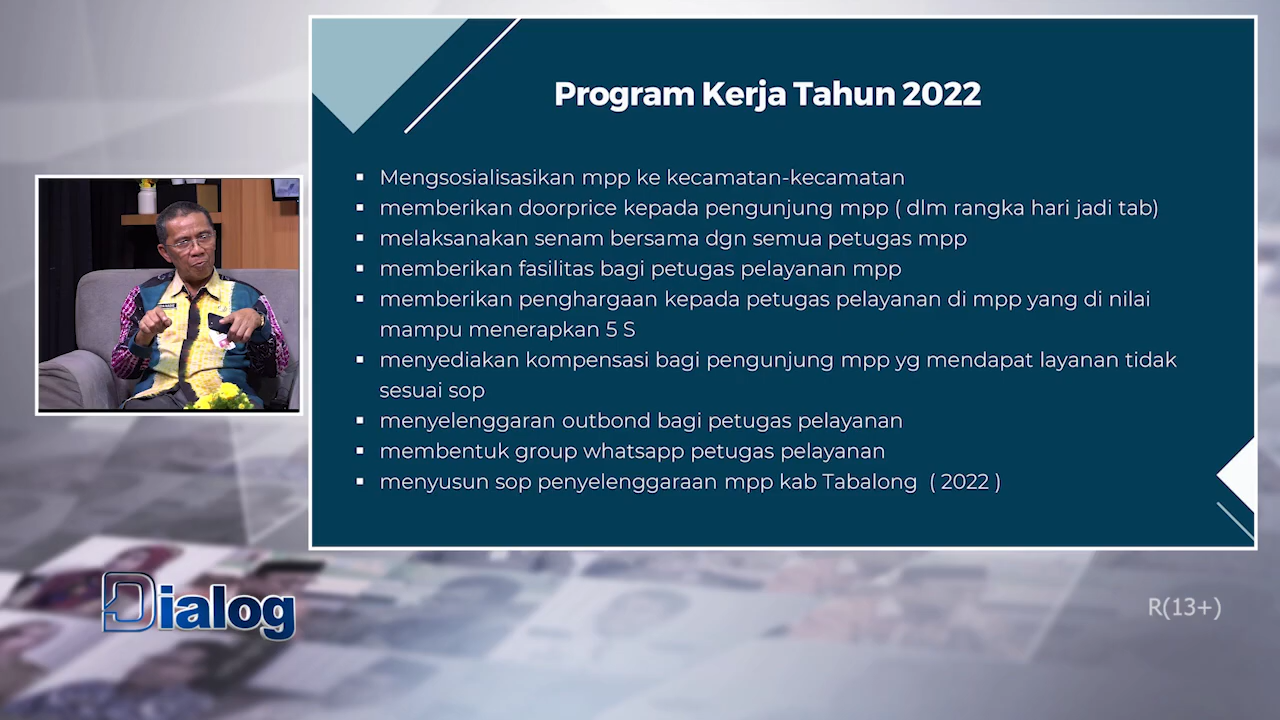 Program Kerja Tahun 2022
▪ Mengsosialisasikan mpp ke kecamatan-kecamatan
▪ memberikan doorprice kepada pengunjung mpp ( dlm rangka hari jadi tab)
▪ melaksanakan senam bersama dgn semua petugas mpp
▪ memberikan fasilitas bagi petugas pelayanan mpp
▪ memberikan penghargaan kepada petugas pelayanan di mpp yang di nilai
mampu menerapkan 5 S
▪ menyediakan kompensasi bagi pengunjung mpp yg mendapat layanan tidak
sesuai sop
▪ menyelenggaran outbond bagi petugas pelayanan
▪ membentuk group whatsapp petugas pelayanan
▪ menyusun sop penyelenggaraan mpp kab Tabalong ( 2022 )
Dialog
R(13+)